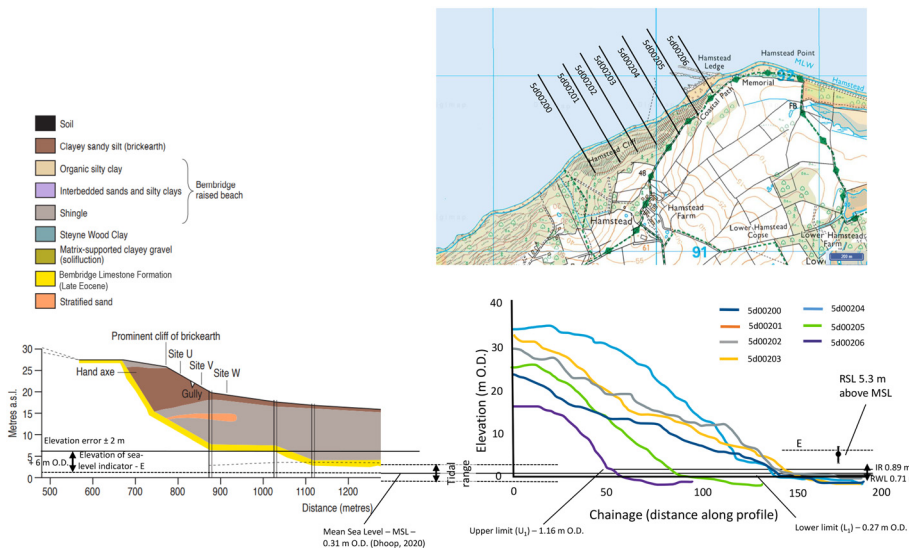 5d00200
5d00201
5d00202
5d00203
5d00204
5d00205
5d00206
Hamstead
Ledge
Hamstead Point
MLW
Memorial
Coastal Path
FB
Hamstead Cliff
48
Hamstead
Hamstead
Farm
Lower Hamstead
Copse
Lower Hamstead
Farm
Low
91
Soil
Clayey sandy silt (brickearth)
Organic silty clay
Interbedded sands and silty clays
Shingle
Bembridge
raised beach
Steyne Wood Clay
Matrix-supported clayey gravel
(solifluction)
Bembridge Limestone Formation
(Late Eocene)
Stratified sand
Prominent cliff of brickearth
Site U
Site V
Site W
Hand axe
Gully
Metres a.s.l.
30
25
20
15
10
5
0
Elevation error ± 2 m
Elevation of sea-
level indicator - E
6 m O.D.
500 600 700 800 900 1000 1100 1200
Distance (metres)
Tidal
range
Mean Sea Level – MSL –
0.31 m O.D. (Dhoop, 2020)
Elevation (m O.D.)
40
30
20
10
0
5d00200
5d00201
5d00202
5d00203
5d00204
5d00205
5d00206
RSL 5.3 m
above MSL
E
IR 0.89 m
RWL 0.71
0 50 100 150 200
Chainage (distance along profile)
Upper limit (U₁) – 1.16 m O.D.
Lower limit (L₁) – 0.27 m O.D.